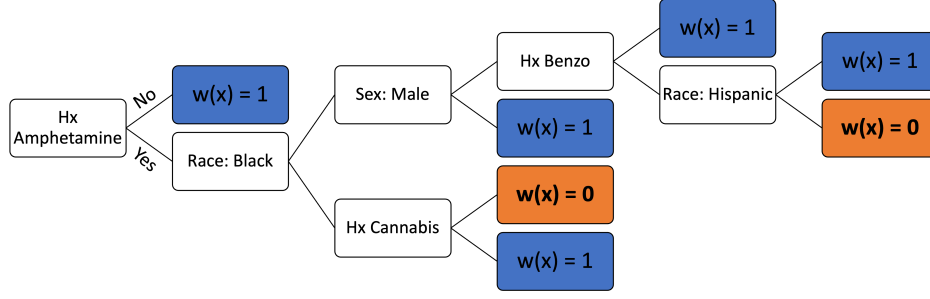 Hx
Amphetamine
No
Yes
w(x) = 1
Race: Black
Sex: Male
Hx Cannabis
Hx Benzo
w(x) = 1
w(x) = 0
w(x) = 1
w(x) = 1
Race: Hispanic
w(x) = 1
w(x) = 0